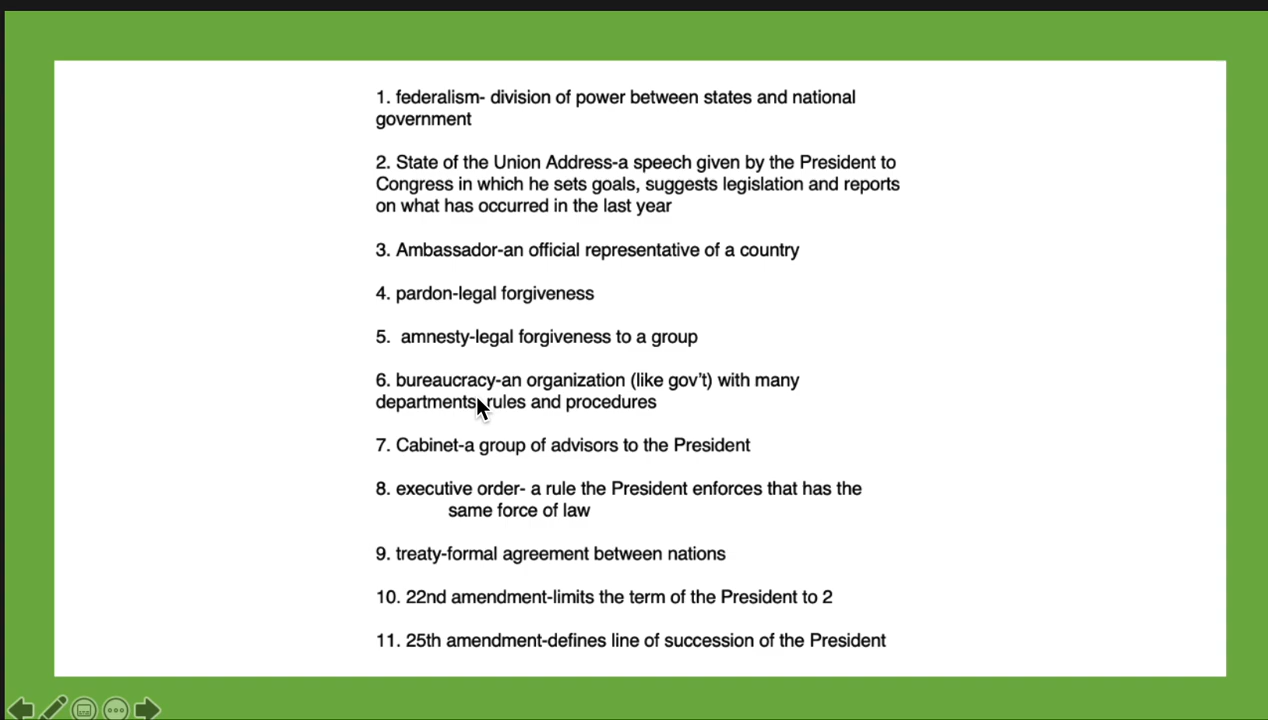 1. federalism- division of power between states and national
government
2. State of the Union Address-a speech given by the President to
Congress in which he sets goals, suggests legislation and reports
on what has occurred in the last year
3. Ambassador-an official representative of a country
4. pardon-legal forgiveness
5.  amnesty-legal forgiveness to a group
6. bureaucracy-an organization (like gov't) with many
departments, rules and procedures
7. Cabinet-a group of advisors to the President
8. executive order- a rule the President enforces that has the
same force of law
9. treaty-formal agreement between nations
10. 22nd amendment-limits the term of the President to 2
11. 25th amendment-defines line of succession of the President